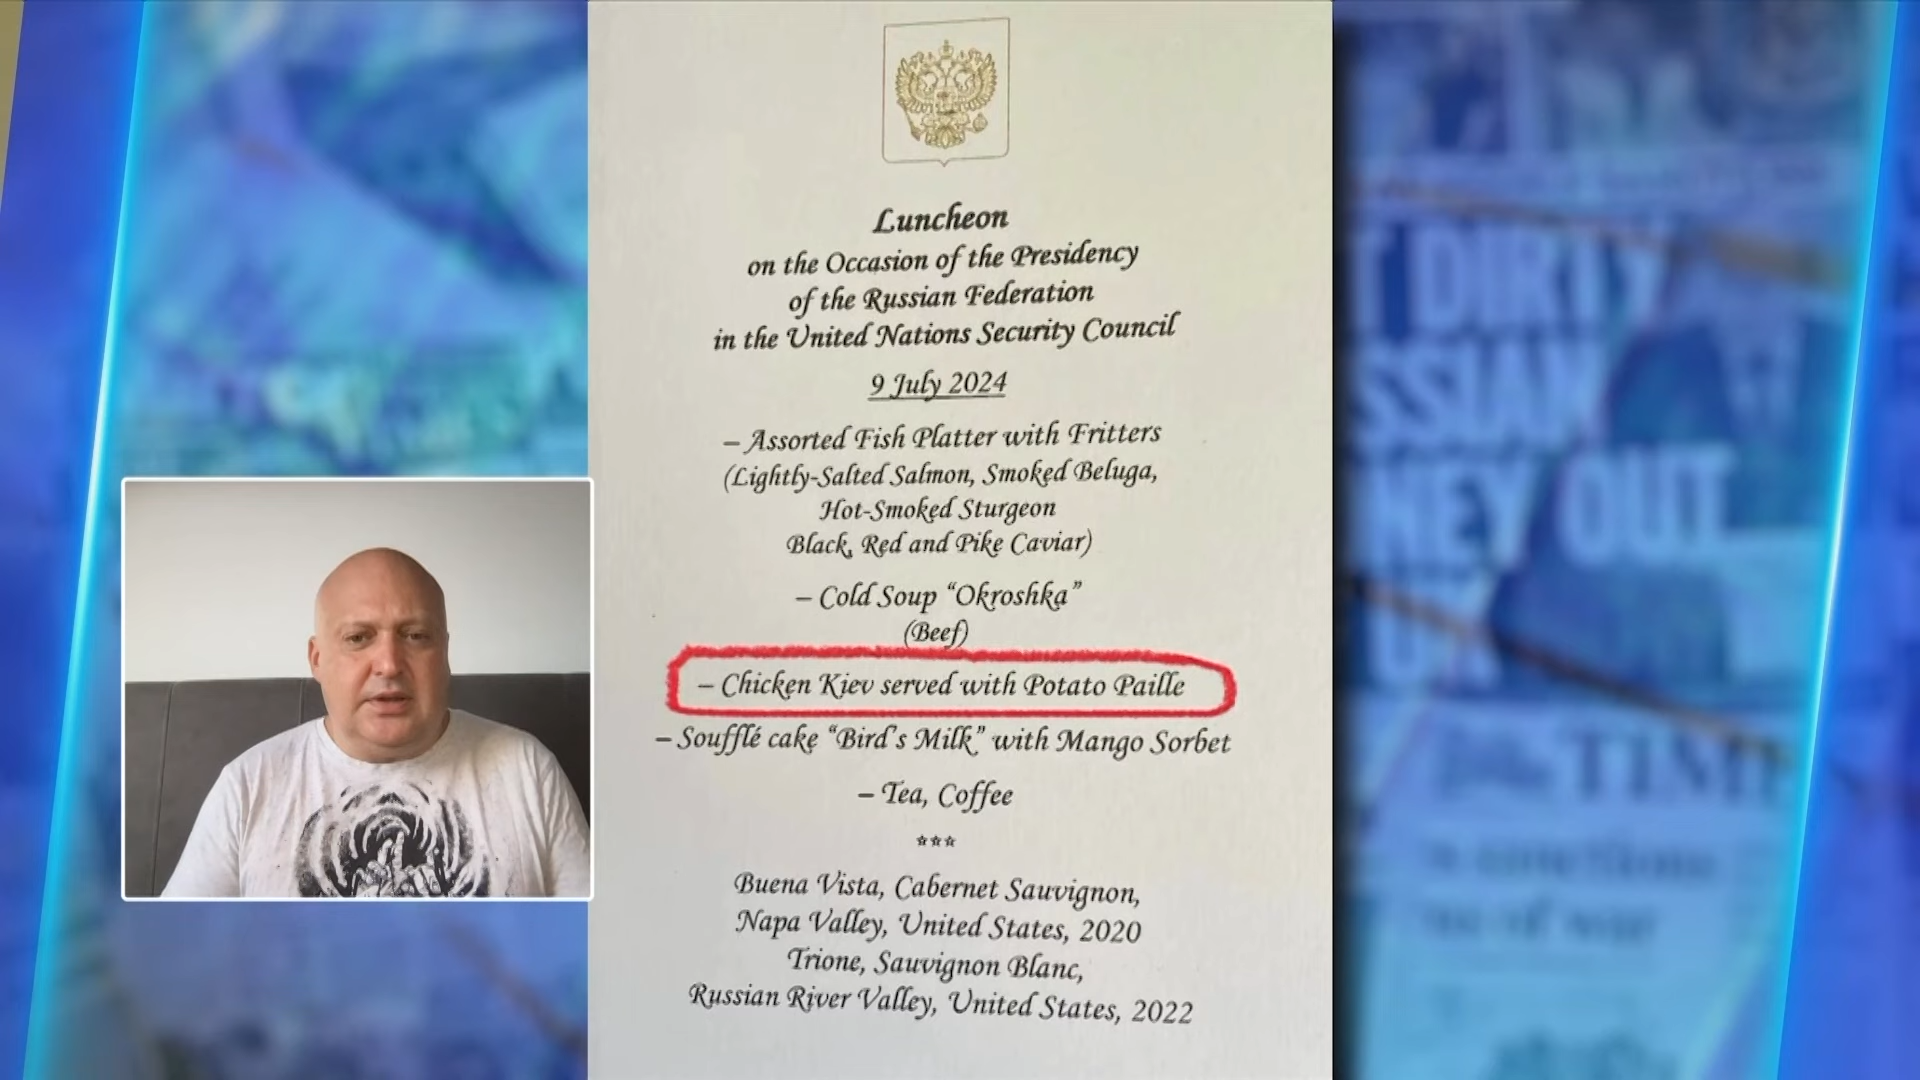 Luncheon
on the Occasion of the Presidency
of the Russian Federation
in the United Nations Security Council
9 July 2024
– Assorted Fish Platter with Fritters
(Lightly-Salted Salmon, Smoked Beluga,
Hot-Smoked Sturgeon
Black, Red and Pike Caviar)
– Cold Soup “Okroshka”
(Beef)
– Chicken Kiev served with Potato Paille
– Soufflé cake “Bird's Milk” with Mango Sorbet
– Tea, Coffee
***
Buena Vista, Cabernet Sauvignon,
Napa Valley, United States, 2020
Trione, Sauvignon Blanc,
Russian River Valley, United States, 2022
DIRTY
OUT